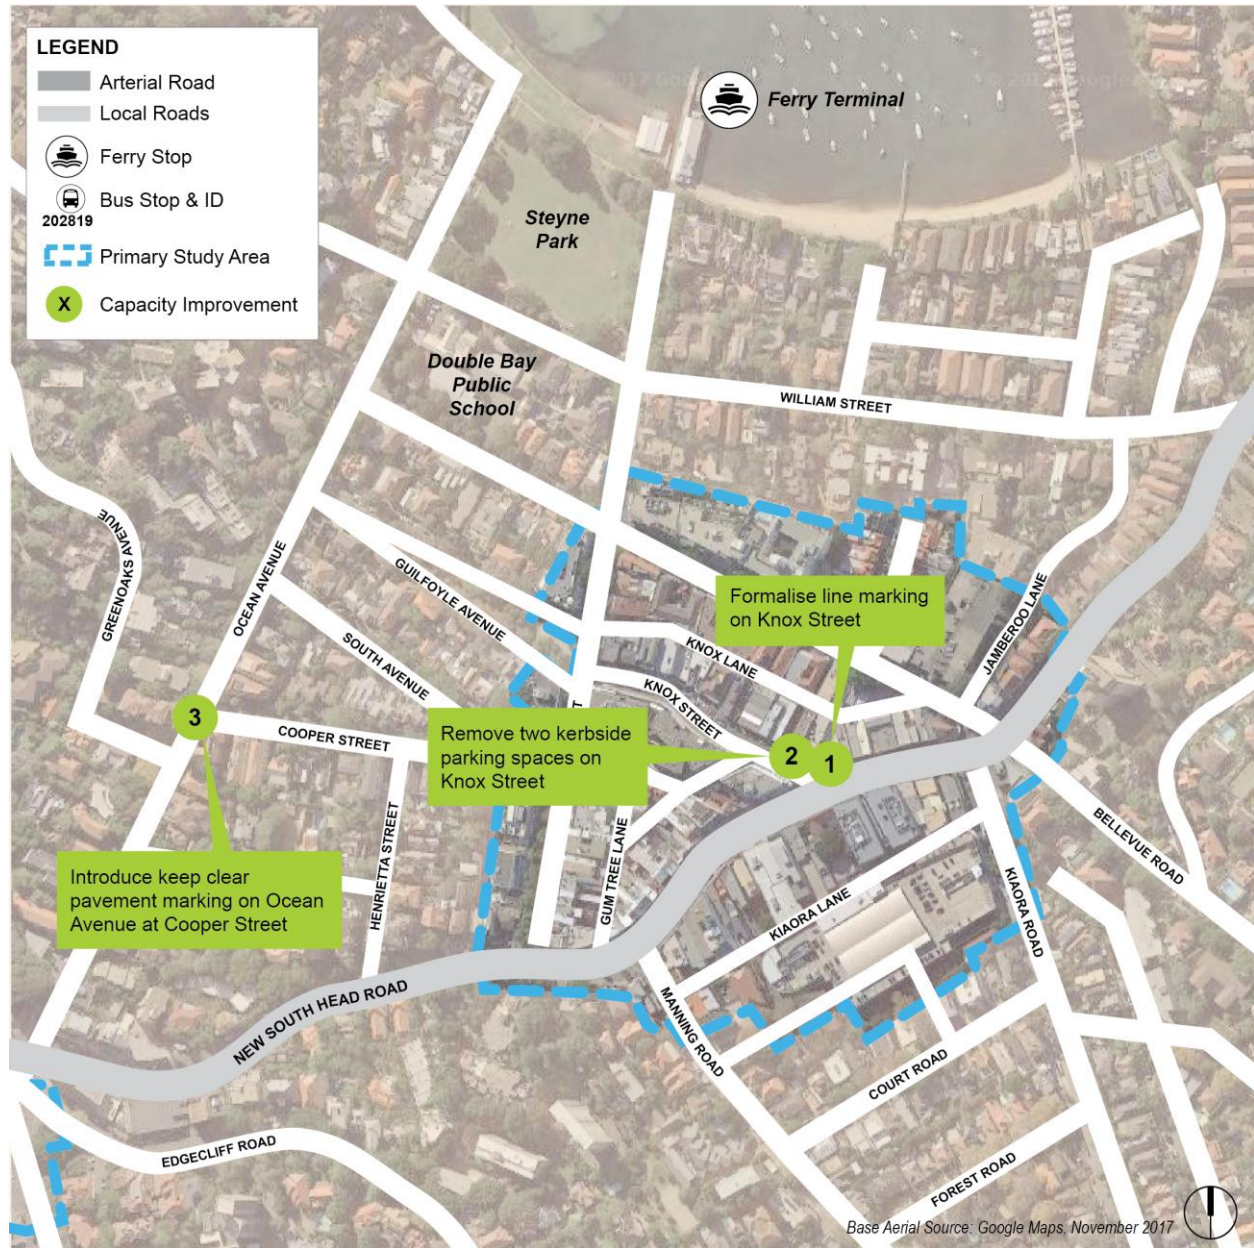 LEGEND
Arterial Road
Local Roads
Ferry Stop
Bus Stop & ID
202819
Primary Study Area
X
Capacity Improvement
Ferry Terminal
Steyne
Park
Double Bay
Public
School
WILLIAM STREET
GREENOAKS AVENUE
OCEAN AVENUE
GUILFOYLE AVENUE
SOUTH AVENUE
COOPER STREET
HENRIETTA STREET
KNOX LANE
KNOX STREET
JAMBEROO LANE
Formalise line marking
on Knox Street
Remove two kerbside
parking spaces on
Knox Street
3
2
1
Introduce keep clear
pavement marking on Ocean
Avenue at Cooper Street
GUM TREE LANE
KIAORA LANE
KIAORA ROAD
BELLEVUE ROAD
NEW SOUTH HEAD ROAD
MANNING ROAD
COURT ROAD
FOREST ROAD
EDGECLIFF ROAD
Base Aerial Source: Google Maps, November 2017